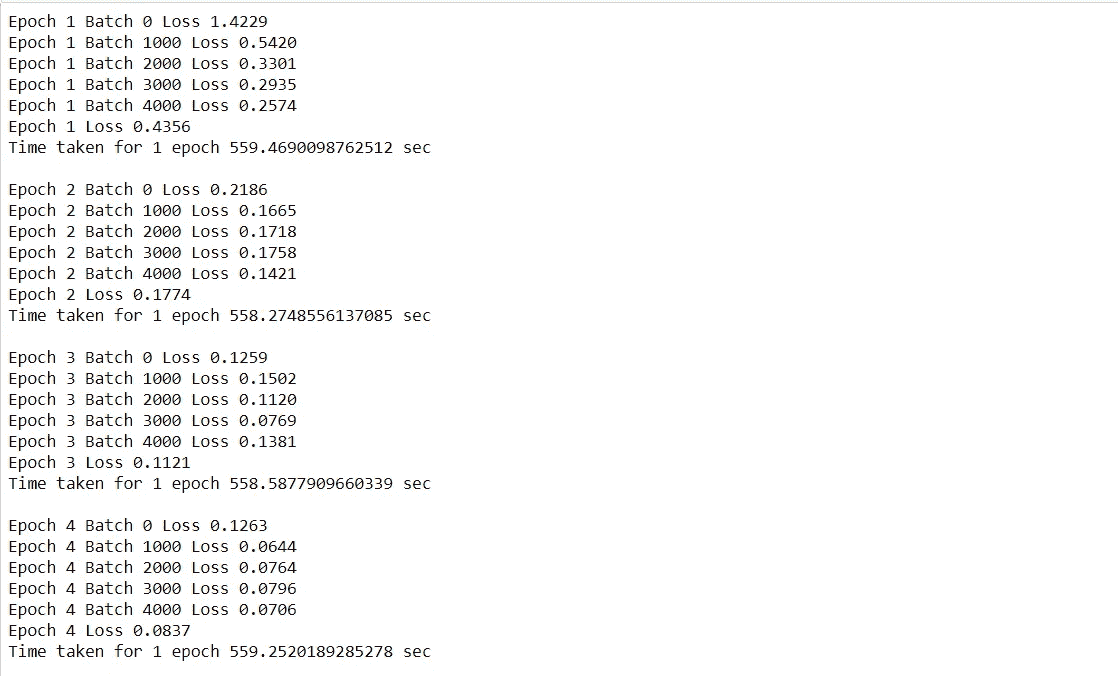 Epoch 1 Batch 0 Loss 1.4229
Epoch 1 Batch 1000 Loss 0.5420
Epoch 1 Batch 2000 Loss 0.3301
Epoch 1 Batch 3000 Loss 0.2935
Epoch 1 Batch 4000 Loss 0.2574
Epoch 1 Loss 0.4356
Time taken for 1 epoch 559.4690098762512 sec
Epoch 2 Batch 0 Loss 0.2186
Epoch 2 Batch 1000 Loss 0.1665
Epoch 2 Batch 2000 Loss 0.1718
Epoch 2 Batch 3000 Loss 0.1758
Epoch 2 Batch 4000 Loss 0.1421
Epoch 2 Loss 0.1774
Time taken for 1 epoch 558.2748556137085 sec
Epoch 3 Batch 0 Loss 0.1259
Epoch 3 Batch 1000 Loss 0.1502
Epoch 3 Batch 2000 Loss 0.1120
Epoch 3 Batch 3000 Loss 0.0769
Epoch 3 Batch 4000 Loss 0.1381
Epoch 3 Loss 0.1121
Time taken for 1 epoch 558.5877909660339 sec
Epoch 4 Batch 0 Loss 0.1263
Epoch 4 Batch 1000 Loss 0.0644
Epoch 4 Batch 2000 Loss 0.0764
Epoch 4 Batch 3000 Loss 0.0796
Epoch 4 Batch 4000 Loss 0.0706
Epoch 4 Loss 0.0837
Time taken for 1 epoch 559.2520189285278 sec